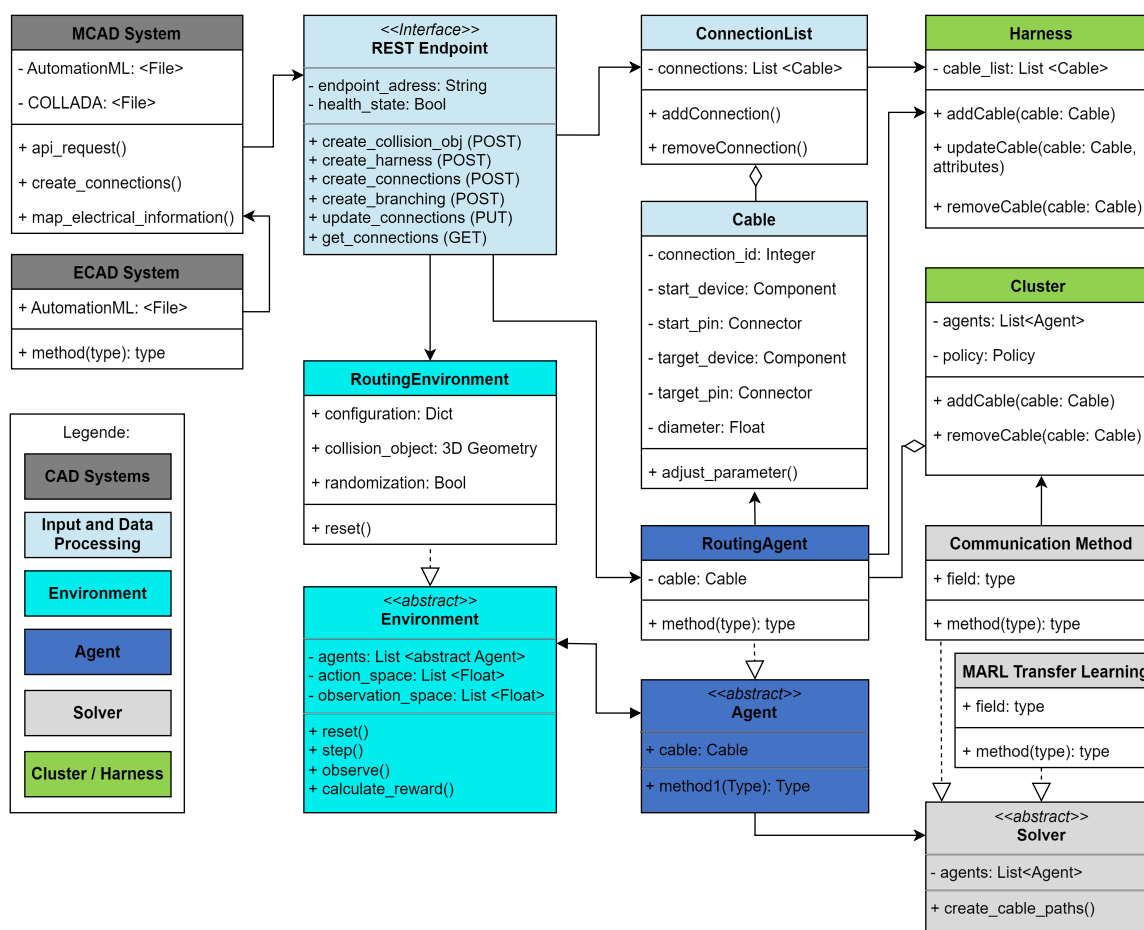 MCAD System
- AutomationML: <File>
- COLLADA: <File>
+ api_request()
+ create_connections()
+ map_electrical_information()
ECAD System
+ AutomationML: <File>
+ method(type): type
Legende:
CAD Systems
Input and Data
Processing
Environment
Agent
Solver
Cluster / Harness
<<Interface>>
REST Endpoint
- endpoint_adress: String
- health_state: Bool
+ create_collision_obj (POST)
+ create_harness (POST)
+ create_connections (POST)
+ create_branching (POST)
+ update_connections (PUT)
+ get_connections (GET)
RoutingEnvironment
+ configuration: Dict
+ collision_object: 3D Geometry
+ randomization: Bool
+ reset()
<<abstract>>
Environment
- agents: List <abstract Agent>
- action_space: List <Float>
- observation_space: List <Float>
+ reset()
+ step()
+ observe()
+ calculate_reward()
ConnectionList
- connections: List <Cable>
+ addConnection()
+ removeConnection()
Cable
- connection_id: Integer
- start_device: Component
- start_pin: Connector
- target_device: Component
- target_pin: Connector
- diameter: Float
+ adjust_parameter()
RoutingAgent
- cable: Cable
+ method(type): type
<<abstract>>
Agent
+ cable: Cable
+ method1(Type): Type
Harness
- cable_list: List <Cable>
+ addCable(cable: Cable)
+ updateCable(cable: Cable,
attributes)
+ removeCable(cable: Cable)
Cluster
- agents: List<Agent>
- policy: Policy
+ addCable(cable: Cable)
+ removeCable(cable: Cable)
Communication Method
+ field: type
+ method(type): type
MARL Transfer Learning
+ field: type
+ method(type): type
<<abstract>>
Solver
- agents: List<Agent>
+ create_cable_paths()